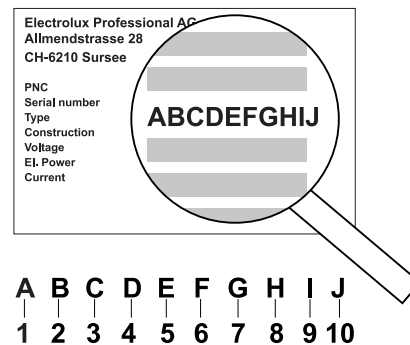 Electrolux Professional AG
Allmendstrasse 28
CH-6210 Sursee
PNC
Serial number
Type
Construction
Voltage
El. Power
Current
ABCDEFGHIJ
A B C D E F G H I J
1 2 3 4 5 6 7 8 9 10